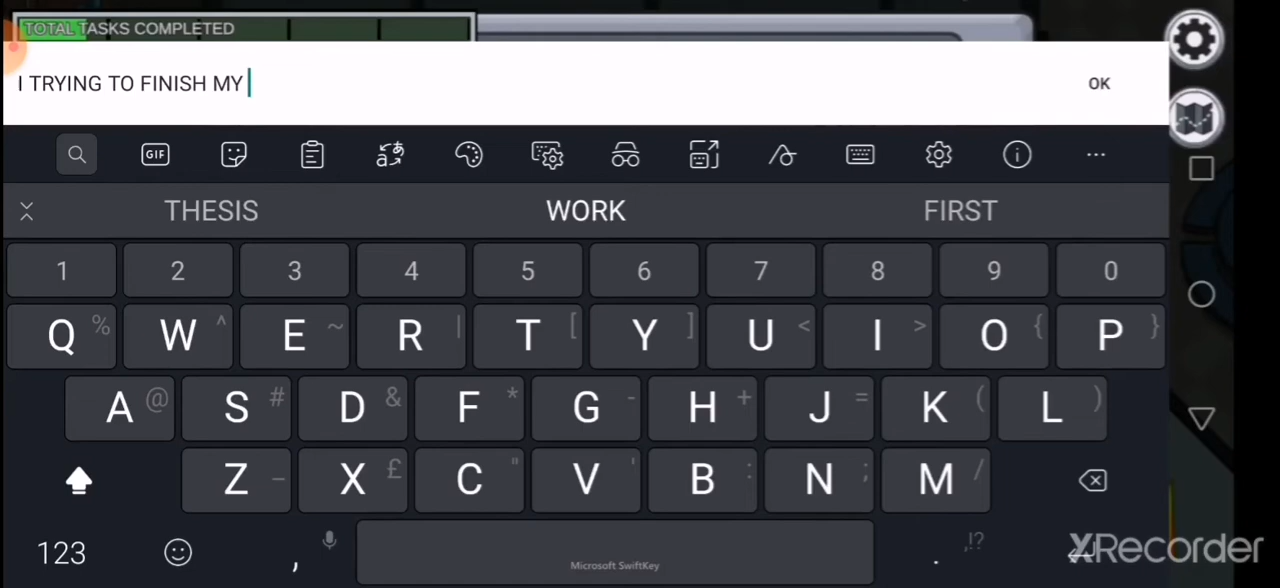 TOTAL TASKS COMPLETED
I TRYING TO FINISH MY
OK
GIF
THESIS WORK FIRST
1 2 3 4 5 6 7 8 9 0
Q % W ^ E ~ R | T [ Y ] U < I > O { P }
A @ S # D & F * G - H + J = K ( L )
Z _ X £ C " V ' B : N ; M /
123 , Microsoft SwiftKey . ,!?
XRecorder